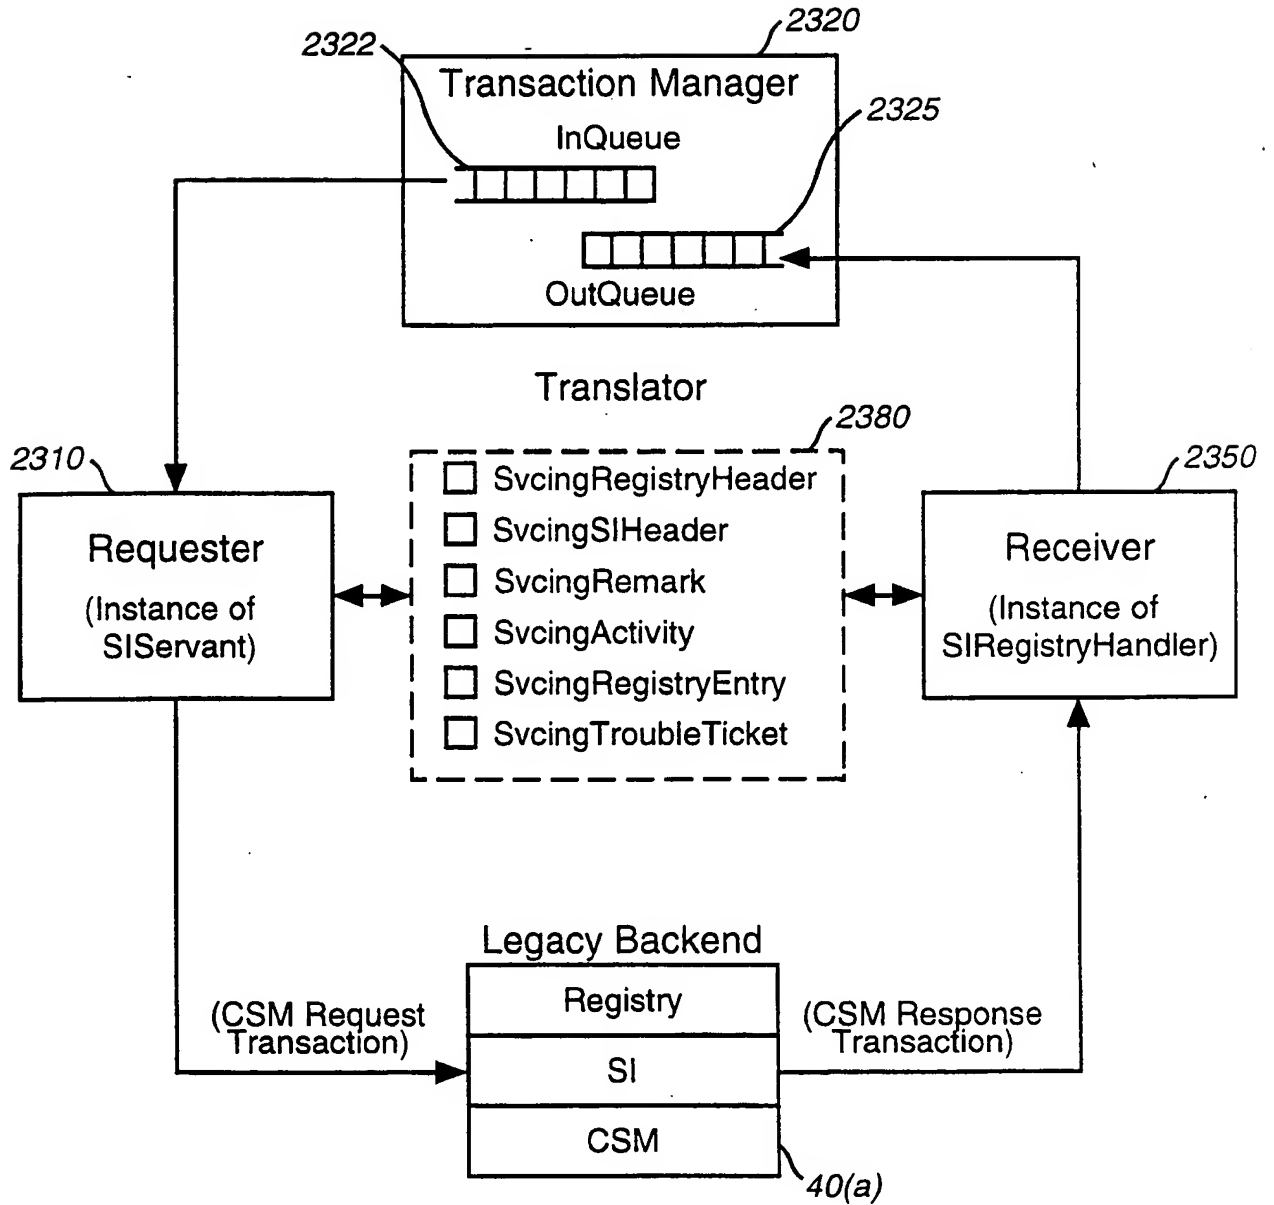 2320
2322
Transaction Manager
2325
InQueue
OutQueue
Translator
2380
2310
2350
SvcingRegistryHeader
SvcingSIHeader
SvcingRemark
SvcingActivity
SvcingRegistryEntry
SvcingTroubleTicket
Requester
(Instance of
SIServant)
Receiver
(Instance of
SIRegistryHandler)
Legacy Backend
Registry
SI
CSM
(CSM Request
Transaction)
(CSM Response
Transaction)
40(a)